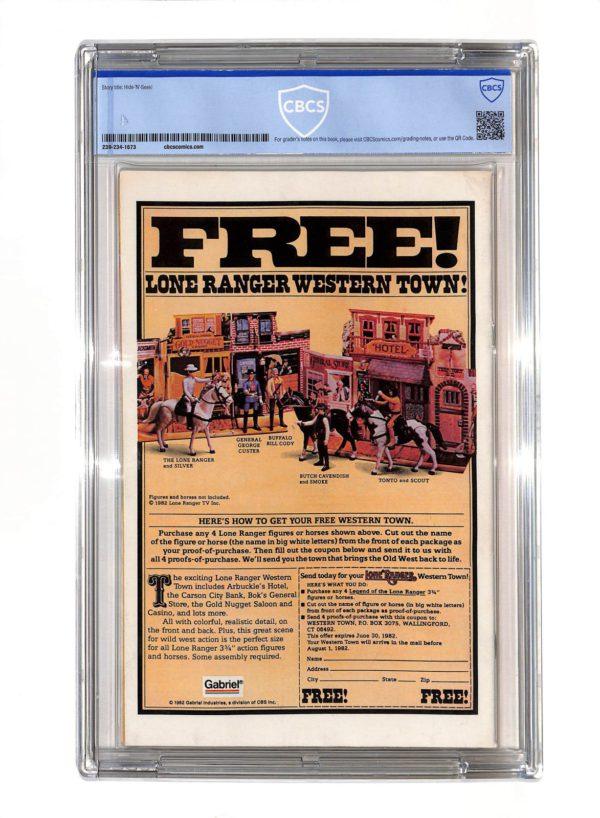 Story title: Hide 'N' Seek!
CBCS
CBCS
For grader's notes on this book, please visit CBCScomics.com/grading-notes, or use the QR Code.
cbcscomics.com
FREE!
LONE RANGER WESTERN TOWN!
GOLD NUGGET
GENERAL STORE
HOTEL
THE LONE RANGER
and SILVER
GENERAL
GEORGE
CUSTER
BUFFALO
BILL CODY
BUTCH CAVENDISH
and SMOKE
TONTO and SCOUT
Figures and horses not included.
© 1982 Lone Ranger TV Inc.
HERE'S HOW TO GET YOUR FREE WESTERN TOWN.
Purchase any 4 Lone Ranger figures or horses shown above. Cut out the name
of the figure or horse (the name in big white letters) from the front of each package as
your proof-of-purchase. Then fill out the coupon below and send it to us with
all 4 proofs-of-purchase. We'll send you the town that brings the Old West back to life.
The exciting Lone Ranger Western
Town includes Arbuckle's Hotel,
the Carson City Bank, Bok's General
Store, the Gold Nugget Saloon and
Casino, and lots more.
All with colorful, realistic detail, on
the front and back. Plus, this great scene
for wild west action is the perfect size
for all Lone Ranger 3¾" action figures
and horses. Some assembly required.
Gabriel®
© 1982 Gabriel Industries, a division of CBS Inc.
Send today for your LONE RANGER Western Town!
HERE'S WHAT YOU DO:
■ Purchase any 4 Legend of the Lone Ranger 3¾"
figures or horses.
■ Cut out name of figure or horse (in big white letters)
from front of each package as proof-of-purchase.
■ Send 4 proofs-of-purchase with this coupon to:
WESTERN TOWN, P.O. BOX 3075, WALLINGFORD,
CT 06492.
This offer expires June 30, 1982.
Your Western Town will arrive in the mail before
August 1, 1982.
Name
Address
City State Zip
FREE! FREE!